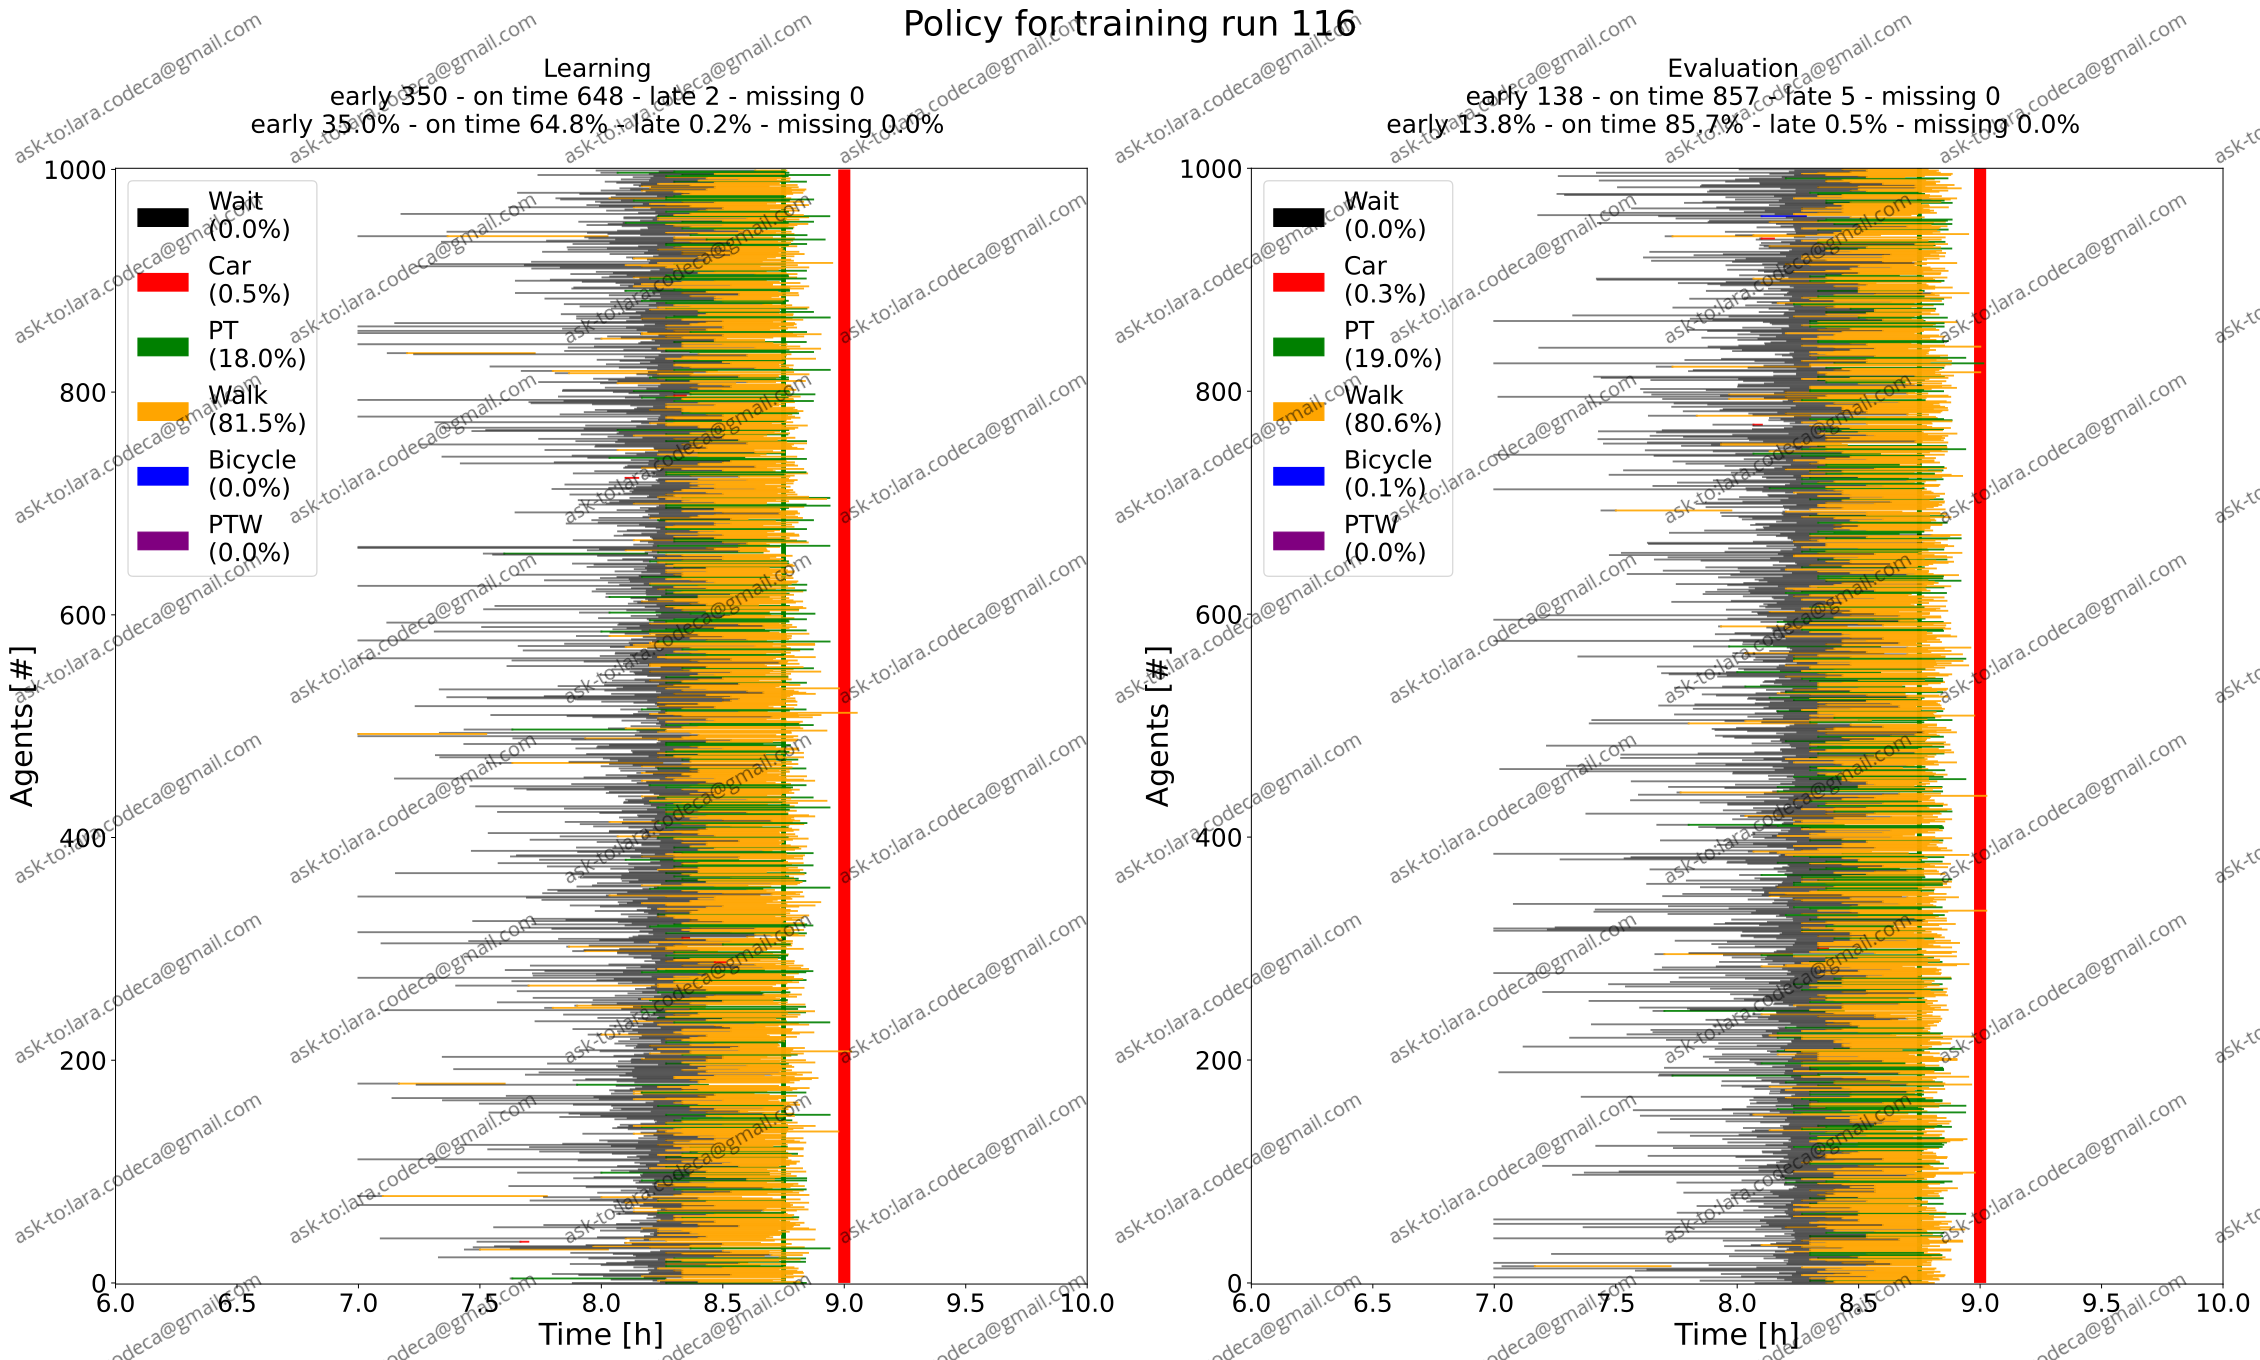 Policy for training run 116
Learning
early 350 - on time 648 - late 2 - missing 0
early 35.0% - on time 64.8% - late 0.2% - missing 0.0%
1000
800
600
400
200
0
Agents [#]
Wait
(0.0%)
Car
(0.5%)
PT
(18.0%)
Walk
(81.5%)
Bicycle
(0.0%)
PTW
(0.0%)
6.0 6.5 7.0 7.5 8.0 8.5 9.0 9.5 10.0
Time [h]
Evaluation
early 138 - on time 857 - late 5 - missing 0
early 13.8% - on time 85.7% - late 0.5% - missing 0.0%
1000
800
600
400
200
0
Agents [#]
Wait
(0.0%)
Car
(0.3%)
PT
(19.0%)
Walk
(80.6%)
Bicycle
(0.1%)
PTW
(0.0%)
6.0 6.5 7.0 7.5 8.0 8.5 9.0 9.5 10.0
Time [h]
ask-to:lara.codeca@gmail.com